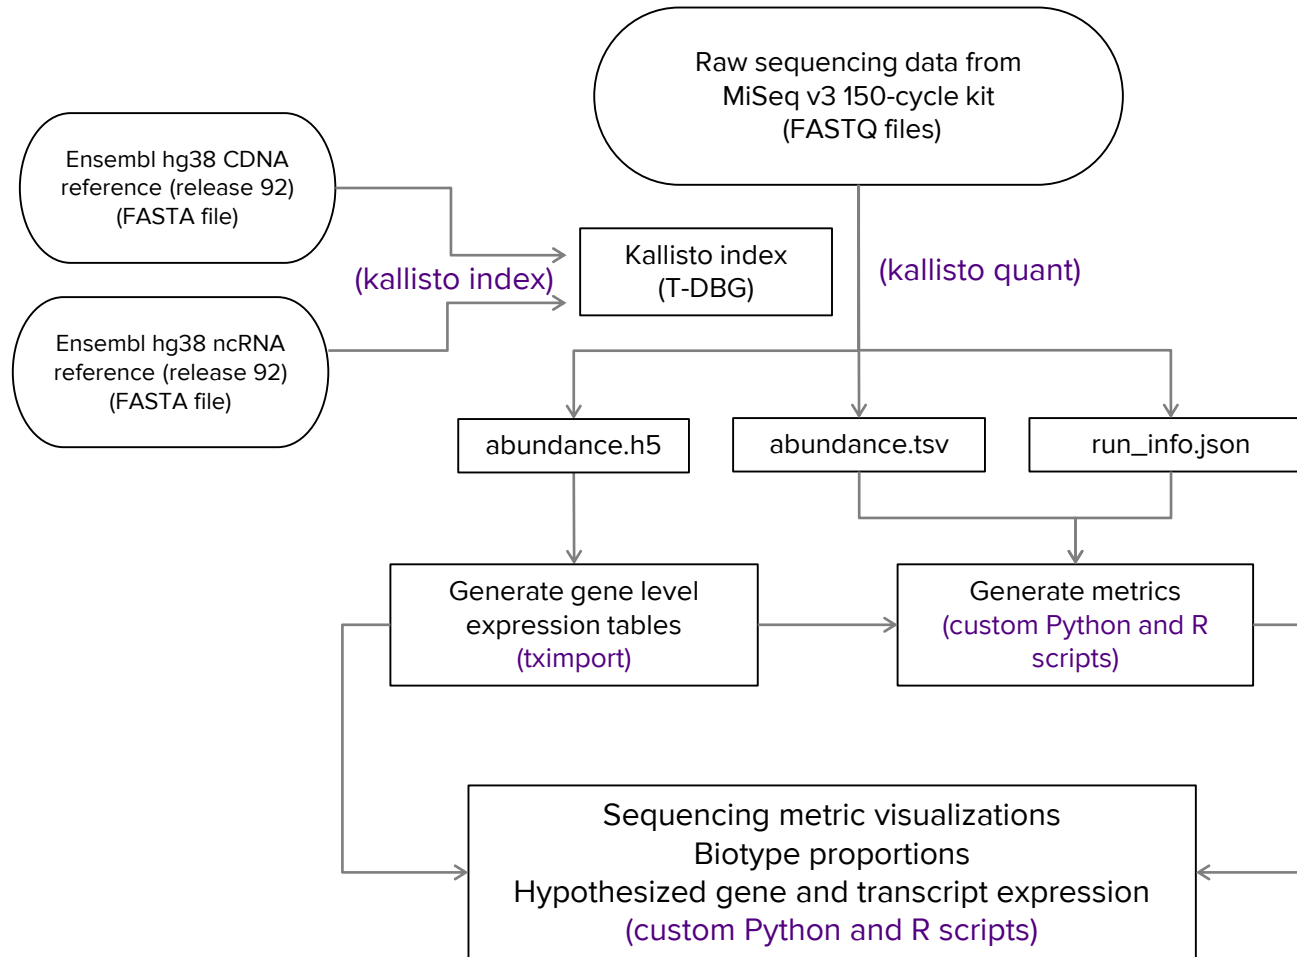 Raw sequencing data from
MiSeq v3 150-cycle kit
(FASTQ files)
Ensembl hg38 CDNA
reference (release 92)
(FASTA file)
Kallisto index
(T-DBG)
(kallisto index)
(kallisto quant)
Ensembl hg38 ncRNA
reference (release 92)
(FASTA file)
abundance.h5
abundance.tsv
run_info.json
Generate gene level
expression tables
(tximport)
Generate metrics
(custom Python and R
scripts)
Sequencing metric visualizations
Biotype proportions
Hypothesized gene and transcript expression
(custom Python and R scripts)